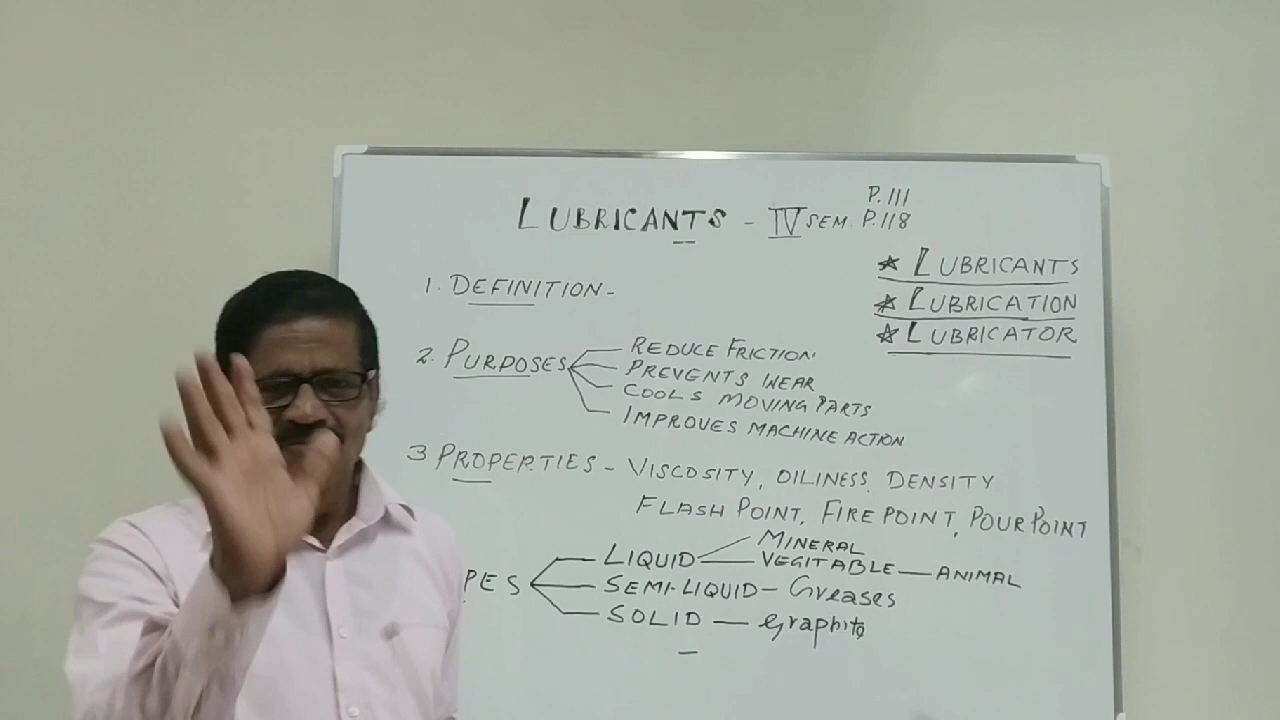 P.111
LUBRICANTS - IV SEM P.118
* LUBRICANTS
* LUBRICATION
* LUBRICATOR
1. DEFINITION -
2. PURPOSES
REDUCE FRICTION
PREVENTS WEAR
COOLS MOVING PARTS
IMPROVES MACHINE ACTION
3 PROPERTIES - VISCOSITY, OILINESS, DENSITY
FLASH POINT, FIRE POINT, POUR POINT
PES
LIQUID
MINERAL
VEGITABLE — ANIMAL
SEMI-LIQUID - Greases
SOLID — Graphite